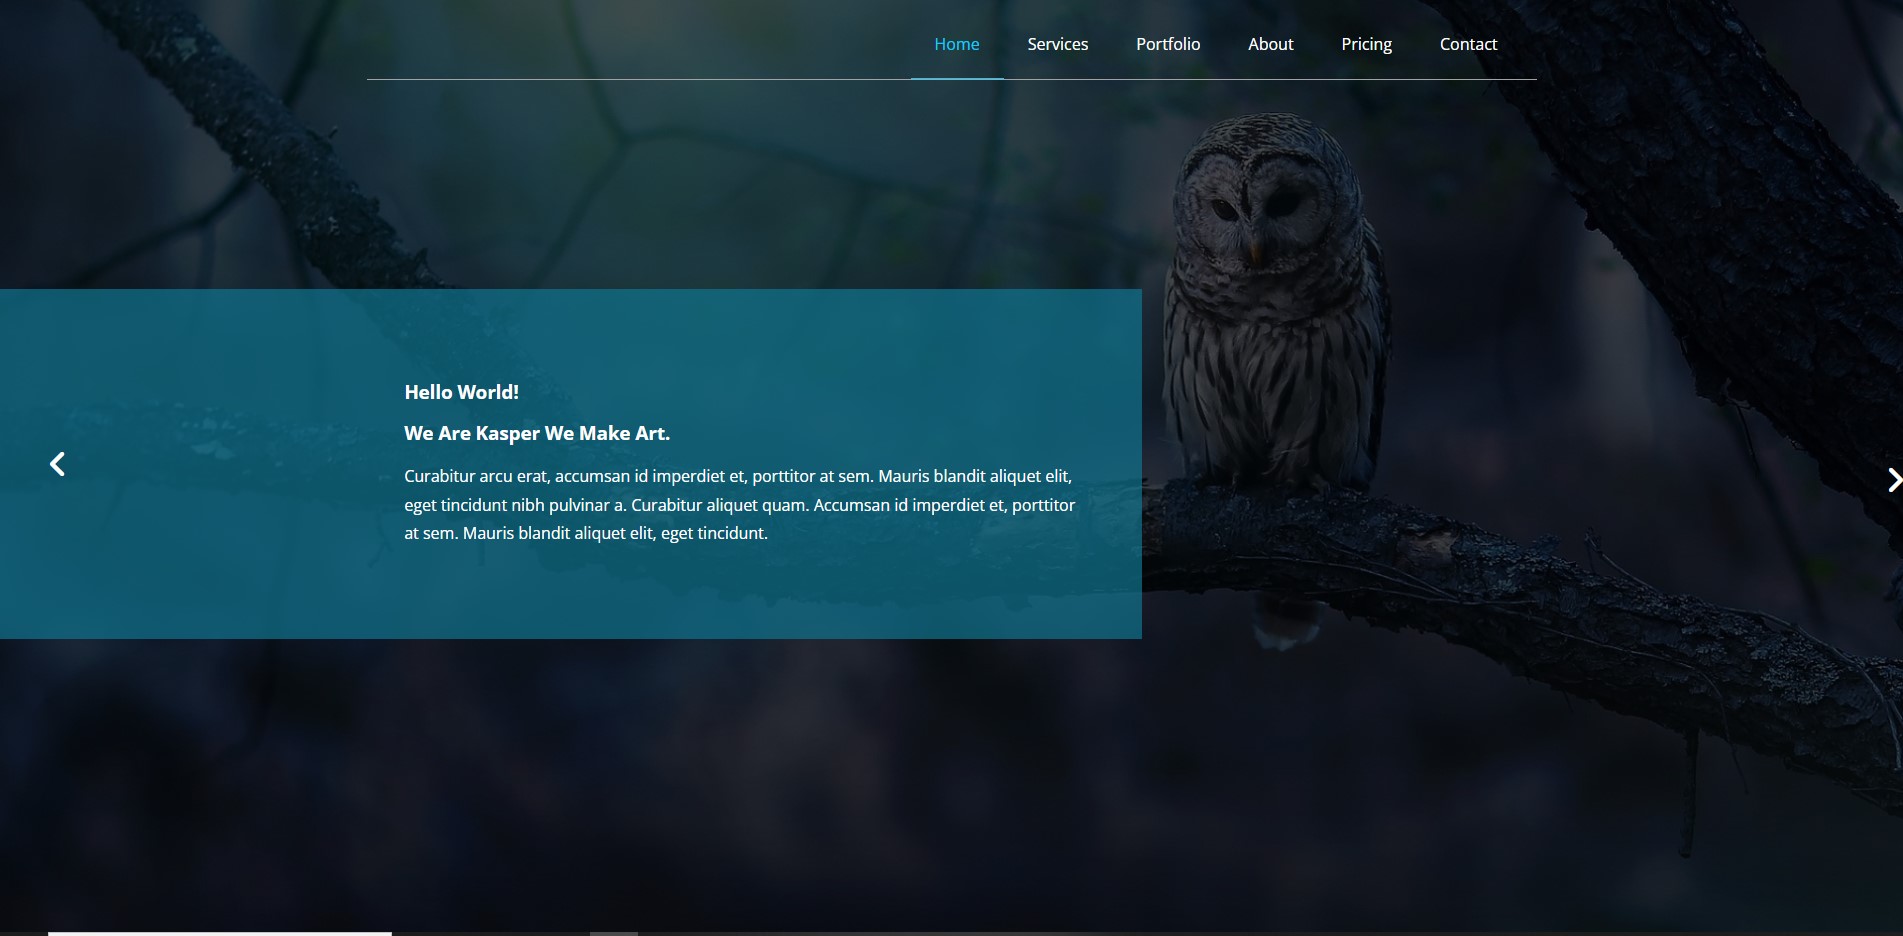 Home Services Portfolio About Pricing Contact
Hello World!
We Are Kasper We Make Art.
Curabitur arcu erat, accumsan id imperdiet et, porttitor at sem. Mauris blandit aliquet elit,
eget tincidunt nibh pulvinar a. Curabitur aliquet quam. Accumsan id imperdiet et, porttitor
at sem. Mauris blandit aliquet elit, eget tincidunt.